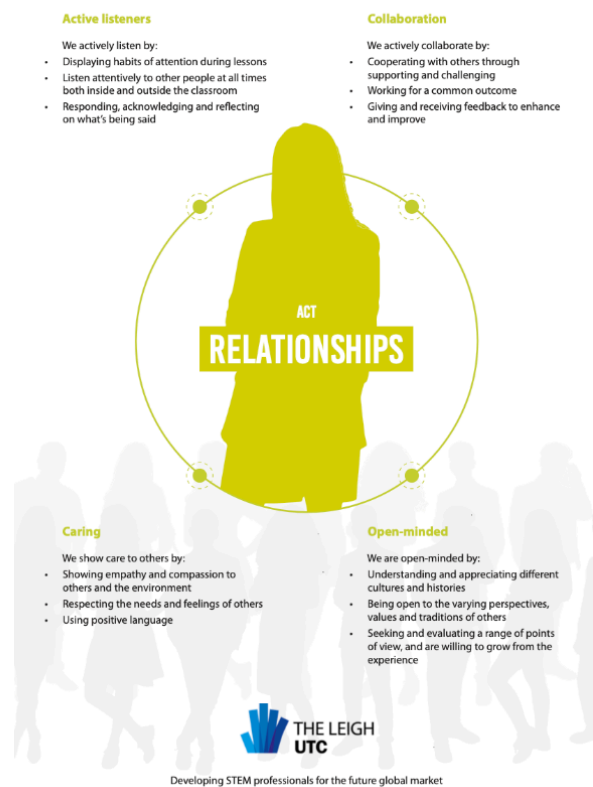 Active listeners
We actively listen by:
• Displaying habits of attention during lessons
• Listen attentively to other people at all times
both inside and outside the classroom
• Responding, acknowledging and reflecting
on what's being said
Collaboration
We actively collaborate by:
• Cooperating with others through
supporting and challenging
• Working for a common outcome
• Giving and receiving feedback to enhance
and improve
ACT
RELATIONSHIPS
Caring
We show care to others by:
• Showing empathy and compassion to
others and the environment
• Respecting the needs and feelings of others
• Using positive language
Open-minded
We are open-minded by:
• Understanding and appreciating different
cultures and histories
• Being open to the varying perspectives,
values and traditions of others
• Seeking and evaluating a range of points
of view, and are willing to grow from the
experience
THE LEIGH
UTC
Developing STEM professionals for the future global market